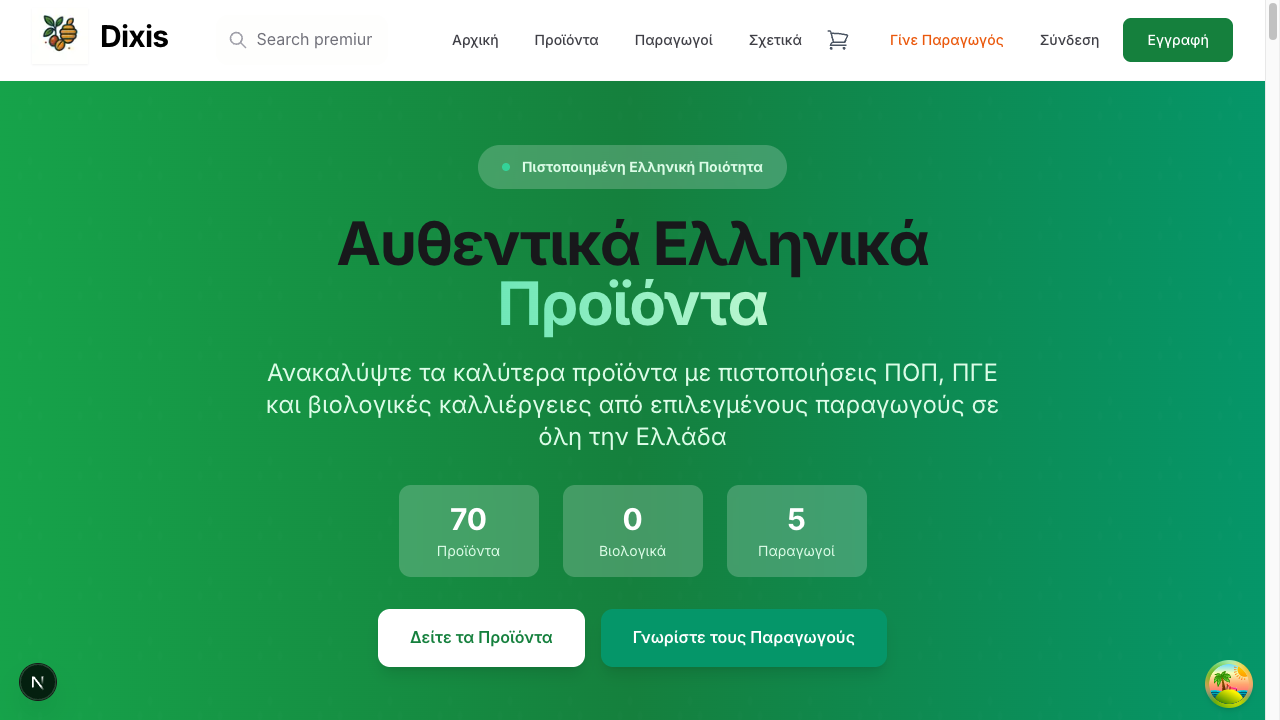 Dixis
Search premiur
Αρχική
Προϊόντα
Παραγωγοί
Σχετικά
Γίνε Παραγωγός
Σύνδεση
Εγγραφή
Πιστοποιημένη Ελληνική Ποιότητα
Αυθεντικά Ελληνικά
Προϊόντα
Ανακαλύψτε τα καλύτερα προϊόντα με πιστοποιήσεις ΠΟΠ, ΠΓΕ
και βιολογικές καλλιέργειες από επιλεγμένους παραγωγούς σε
όλη την Ελλάδα
70
Προϊόντα
0
Βιολογικά
5
Παραγωγοί
Δείτε τα Προϊόντα
Γνωρίστε τους Παραγωγούς
N